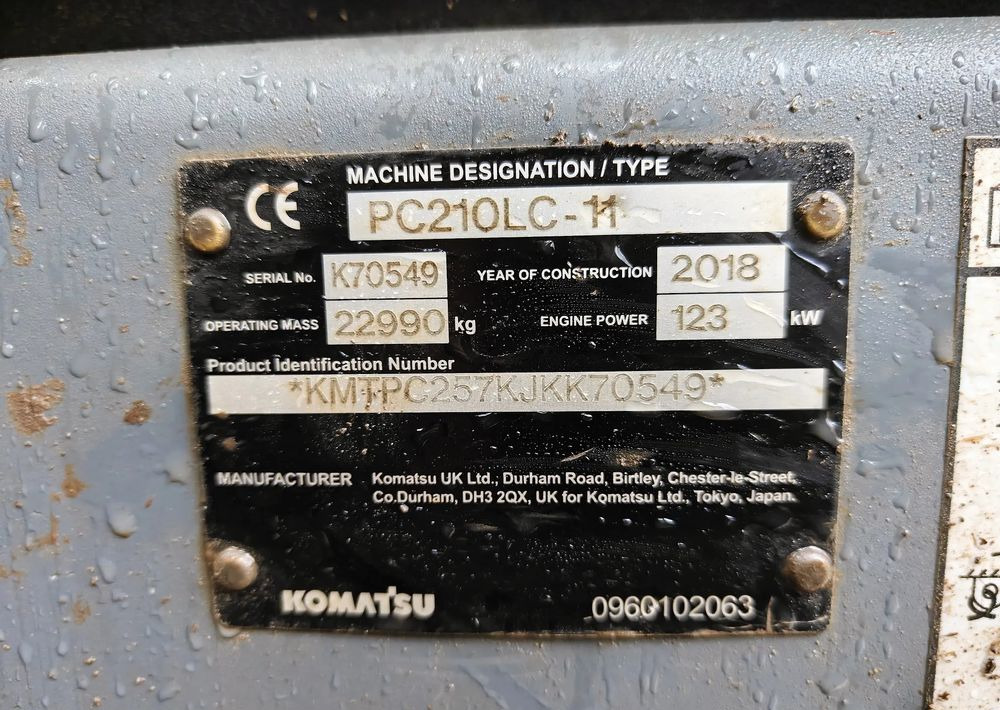 CE
MACHINE DESIGNATION / TYPE
PC210LC-11
SERIAL No. K70549 YEAR OF CONSTRUCTION 2018
OPERATING MASS 22990 kg ENGINE POWER 123 kW
Product Identification Number
*KMTPC257KJKK70549*
MANUFACTURER Komatsu UK Ltd., Durham Road, Birtley, Chester-le-Street,
Co.Durham, DH3 2QX, UK for Komatsu Ltd., Tokyo, Japan.
KOMATSU 0960102063